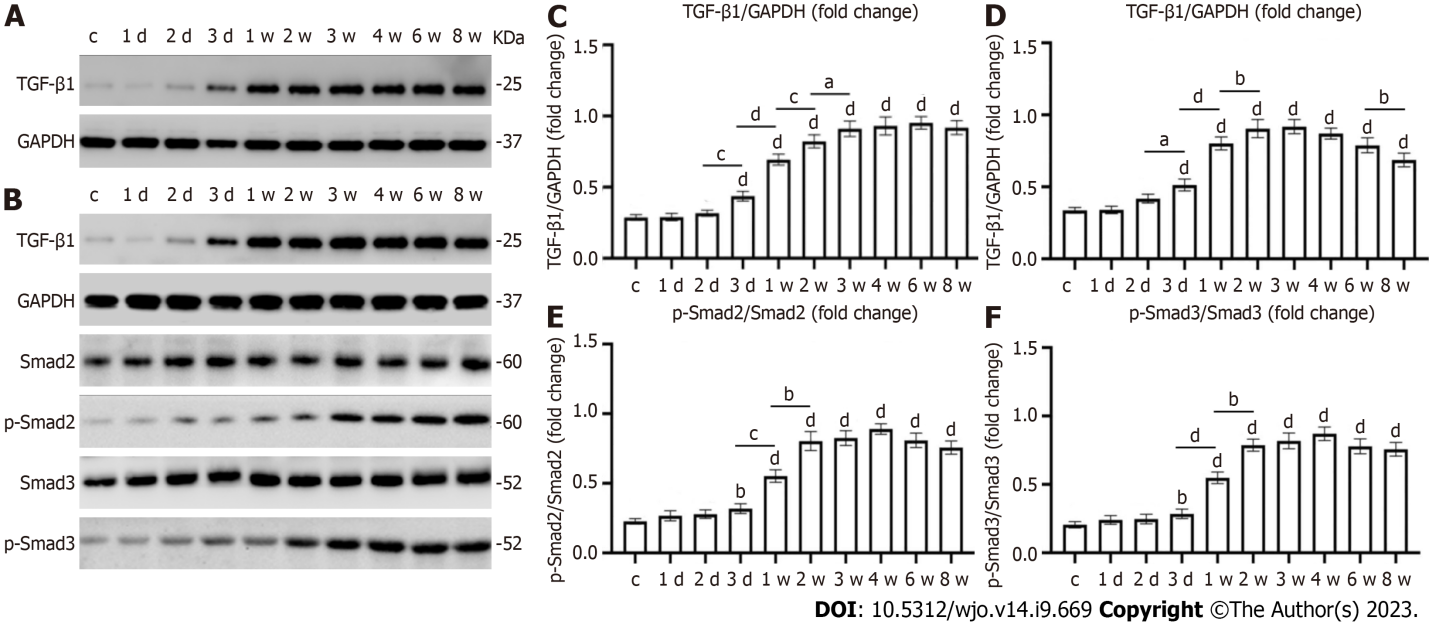 A
c 1 d 2 d 3 d 1 w 2 w 3 w 4 w 6 w 8 w KDa
TGF-β1 -25
GAPDH -37
B
c 1 d 2 d 3 d 1 w 2 w 3 w 4 w 6 w 8 w
TGF-β1 -25
GAPDH -37
Smad2 -60
p-Smad2 -60
Smad3 -52
p-Smad3 -52
C
TGF-β1/GAPDH (fold change)
TGF-β1/GAPDH (fold change)
1.5
1.0
0.5
0.0
c d c a
d d d d d d d
c 1 d 2 d 3 d 1 w 2 w 3 w 4 w 6 w 8 w
D
TGF-β1/GAPDH (fold change)
TGF-β1/GAPDH (fold change)
1.5
1.0
0.5
0.0
a d b b
d d d d d d d
c 1 d 2 d 3 d 1 w 2 w 3 w 4 w 6 w 8 w
E
p-Smad2/Smad2 (fold change)
p-Smad2/Smad2 (fold change)
1.5
1.0
0.5
0.0
c b
b d d d d d d
c 1 d 2 d 3 d 1 w 2 w 3 w 4 w 6 w 8 w
F
p-Smad3/Smad3 (fold change)
p-Smad3/Smad3 (fold change)
1.5
1.0
0.5
0.0
d b
b d d d d d d
c 1 d 2 d 3 d 1 w 2 w 3 w 4 w 6 w 8 w
DOI: 10.5312/wjo.v14.i9.669 Copyright ©The Author(s) 2023.